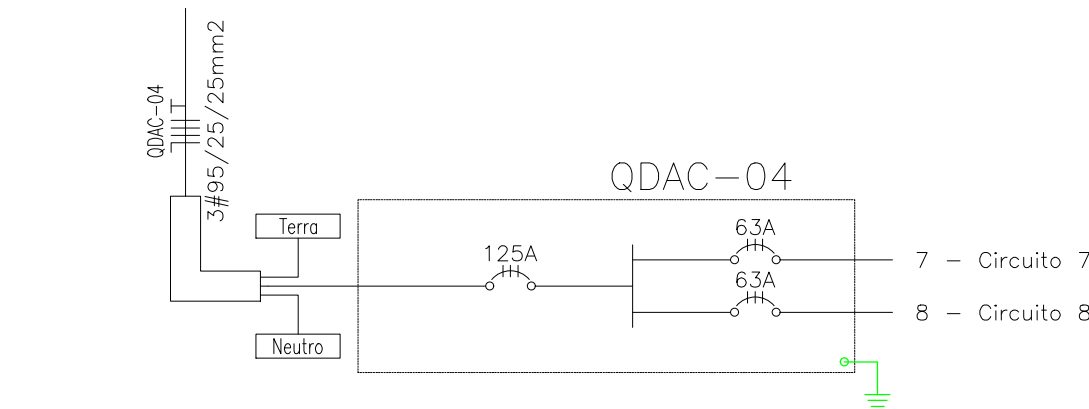 QDAC-04
3#95/25/25mm2
QDAC-04
Terra
125A
63A
7 - Circuito 7
63A
8 - Circuito 8
Neutro